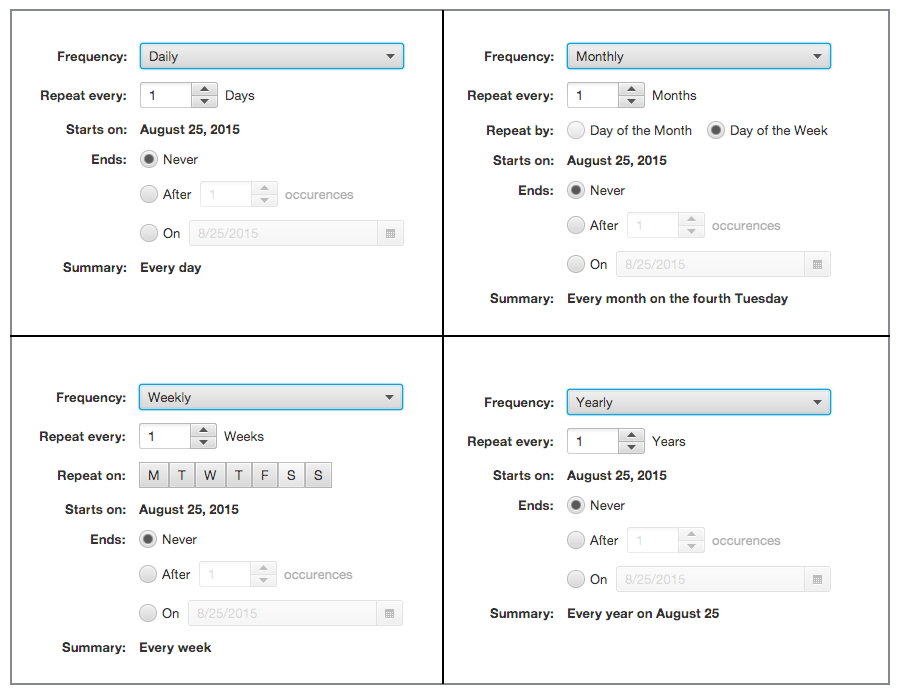 Frequency: Daily
Repeat every: 1 Days
Starts on: August 25, 2015
Ends: Never
After 1 occurences
On 8/25/2015
Summary: Every day
Frequency: Monthly
Repeat every: 1 Months
Repeat by: Day of the Month Day of the Week
Starts on: August 25, 2015
Ends: Never
After 1 occurences
On 8/25/2015
Summary: Every month on the fourth Tuesday
Frequency: Weekly
Repeat every: 1 Weeks
Repeat on: M T W T F S S
Starts on: August 25, 2015
Ends: Never
After 1 occurences
On 8/25/2015
Summary: Every week
Frequency: Yearly
Repeat every: 1 Years
Starts on: August 25, 2015
Ends: Never
After 1 occurences
On 8/25/2015
Summary: Every year on August 25